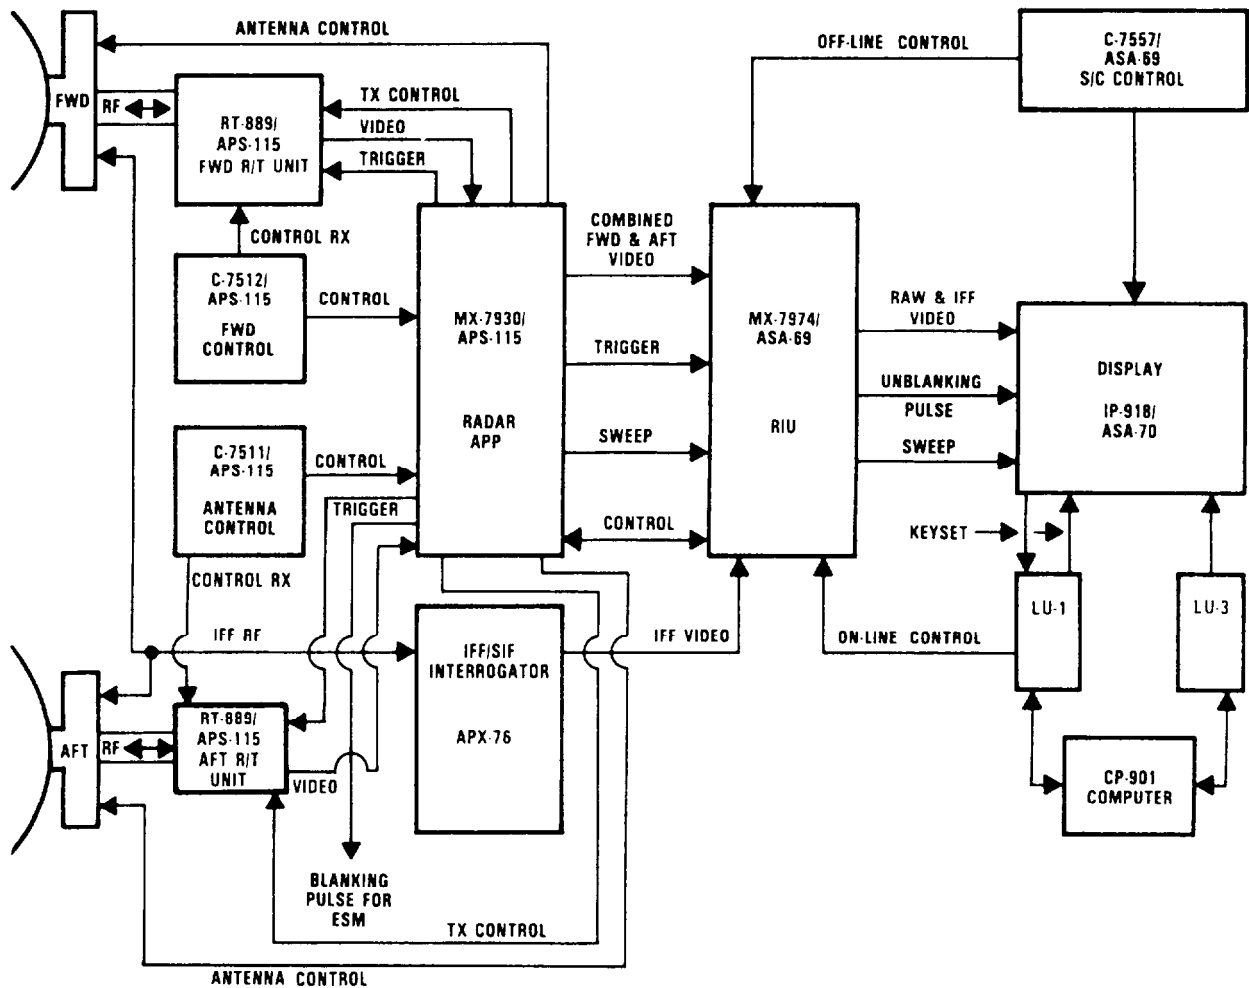 ANTENNA CONTROL
OFF-LINE CONTROL
C-7557/
ASA-69
S/C CONTROL
FWD
RF
RT-889/
APS-115
FWD R/T UNIT
TX CONTROL
VIDEO
TRIGGER
CONTROL RX
C-7512/
APS-115
FWD
CONTROL
CONTROL
MX-7930/
APS-115
RADAR
APP
COMBINED
FWD & AFT
VIDEO
TRIGGER
SWEEP
CONTROL
MX-7974/
ASA-69
RIU
RAW & IFF
VIDEO
UNBLANKING
PULSE
SWEEP
DISPLAY
IP-918/
ASA-70
C-7511/
APS-115
ANTENNA
CONTROL
CONTROL
TRIGGER
CONTROL RX
KEYSET
LU-1
LU-3
IFF RF
IFF/SIF
INTERROGATOR
APX-76
IFF VIDEO
ON-LINE CONTROL
AFT
RF
RT-889/
APS-115
AFT R/T
UNIT
VIDEO
CP-901
COMPUTER
BLANKING
PULSE FOR
ESM
TX CONTROL
ANTENNA CONTROL